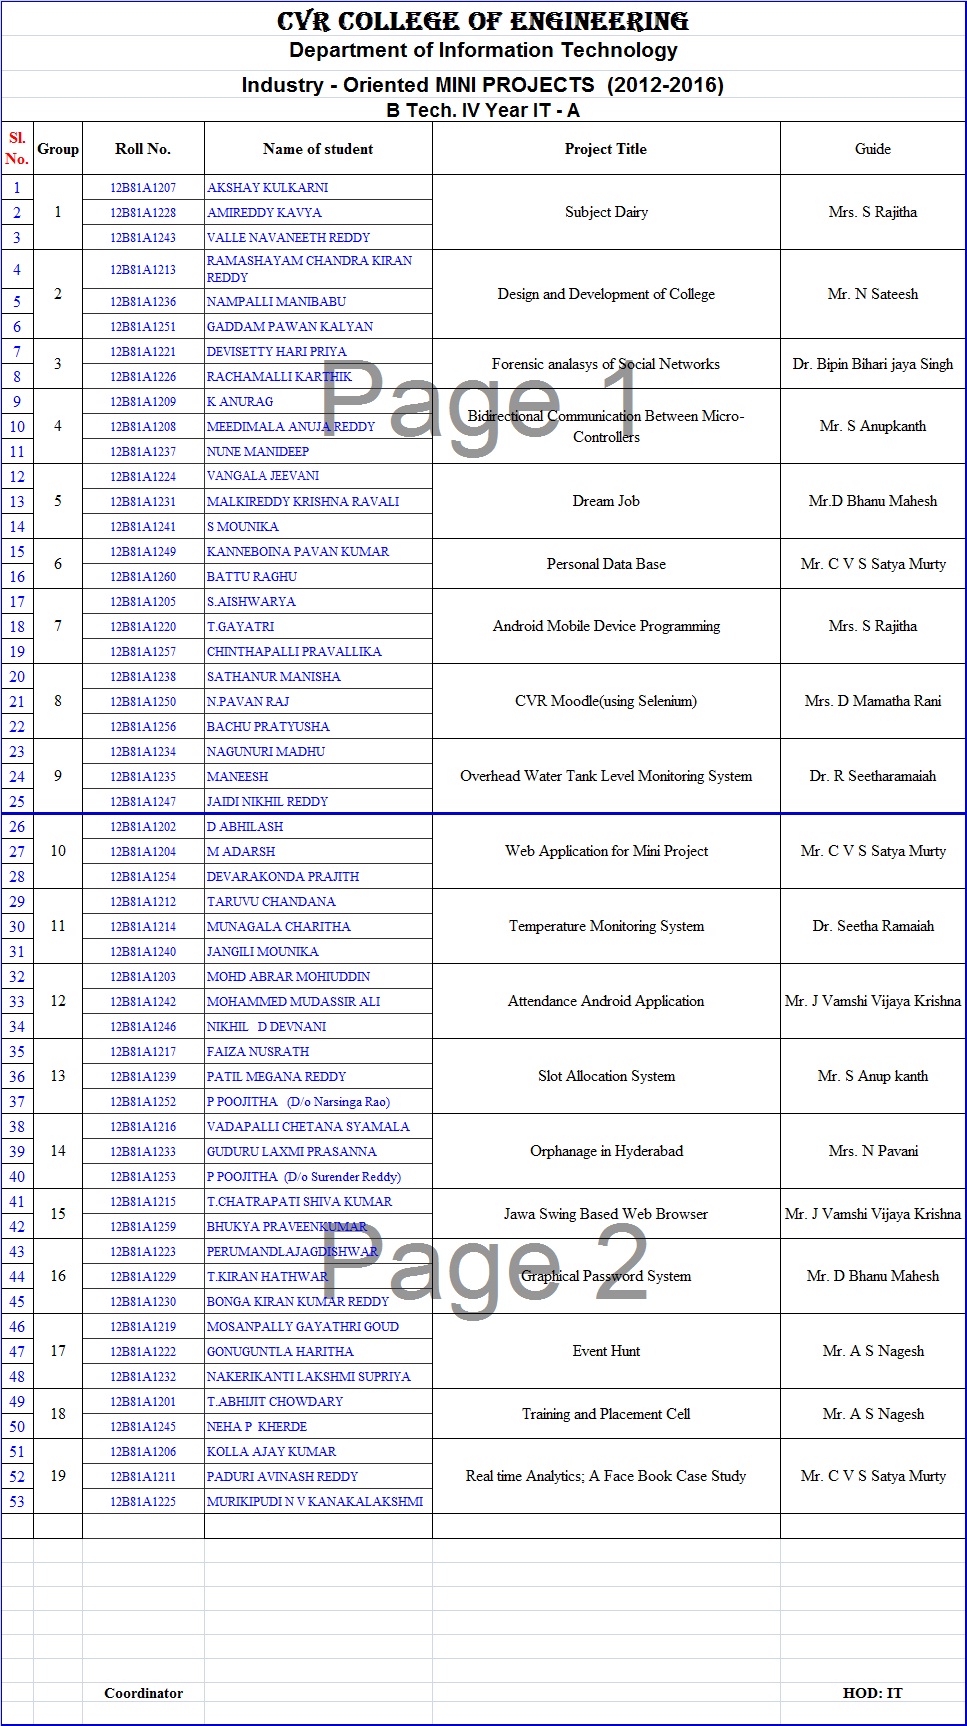 CVR COLLEGE OF ENGINEERING
Department of Information Technology
Industry - Oriented MINI PROJECTS (2012-2016)
B Tech. IV Year IT - A
Sl. No. Group Roll No. Name of student Project Title Guide
1 12B81A1207 AKSHAY KULKARNI
2 1 12B81A1228 AMIREDDY KAVYA Subject Dairy Mrs. S Rajitha
3 12B81A1243 VALLE NAVANEETH REDDY
4 12B81A1213 RAMASHAYAM CHANDRA KIRAN REDDY
5 2 12B81A1236 NAMPALLI MANIBABU Design and Development of College Mr. N Sateesh
6 12B81A1251 GADDAM PAWAN KALYAN
7 3 12B81A1221 DEVISETTY HARI PRIYA Forensic analasys of Social Networks Dr. Bipin Bihari jaya Singh
8 12B81A1226 RACHAMALLI KARTHIK
Page 1
9 12B81A1209 K ANURAG
10 4 12B81A1208 MEEDIMALA ANUJA REDDY Bidirectional Communication Between Micro-Controllers Mr. S Anupkanth
11 12B81A1237 NUNE MANIDEEP
12 12B81A1224 VANGALA JEEVANI
13 5 12B81A1231 MALKIREDDY KRISHNA RAVALI Dream Job Mr.D Bhanu Mahesh
14 12B81A1241 S MOUNIKA
15 6 12B81A1249 KANNEBOINA PAVAN KUMAR Personal Data Base Mr. C V S Satya Murty
16 12B81A1260 BATTU RAGHU
17 12B81A1205 S.AISHWARYA
18 7 12B81A1220 T.GAYATRI Android Mobile Device Programming Mrs. S Rajitha
19 12B81A1257 CHINTHAPALLI PRAVALLIKA
20 12B81A1238 SATHANUR MANISHA
21 8 12B81A1250 N.PAVAN RAJ CVR Moodle(using Selenium) Mrs. D Mamatha Rani
22 12B81A1256 BACHU PRATYUSHA
23 12B81A1234 NAGUNURI MADHU
24 9 12B81A1235 MANEESH Overhead Water Tank Level Monitoring System Dr. R Seetharamaiah
25 12B81A1247 JAIDI NIKHIL REDDY
26 12B81A1202 D ABHILASH
27 10 12B81A1204 M ADARSH Web Application for Mini Project Mr. C V S Satya Murty
28 12B81A1254 DEVARAKONDA PRAJITH
29 12B81A1212 TARUVU CHANDANA
30 11 12B81A1214 MUNAGALA CHARITHA Temperature Monitoring System Dr. Seetha Ramaiah
31 12B81A1240 JANGILI MOUNIKA
32 12B81A1203 MOHD ABRAR MOHIUDDIN
33 12 12B81A1242 MOHAMMED MUDASSIR ALI Attendance Android Application Mr. J Vamshi Vijaya Krishna
34 12B81A1246 NIKHIL D DEVNANI
35 12B81A1217 FAIZA NUSRATH
36 13 12B81A1239 PATIL MEGANA REDDY Slot Allocation System Mr. S Anup kanth
37 12B81A1252 P POOJITHA (D/o Narsinga Rao)
38 12B81A1216 VADAPALLI CHETANA SYAMALA
39 14 12B81A1233 GUDURU LAXMI PRASANNA Orphanage in Hyderabad Mrs. N Pavani
40 12B81A1253 P POOJITHA (D/o Surender Reddy)
41 15 12B81A1215 T.CHATRAPATI SHIVA KUMAR Jawa Swing Based Web Browser Mr. J Vamshi Vijaya Krishna
42 12B81A1259 BHUKYA PRAVEENKUMAR
Page 2
43 12B81A1223 PERUMANDLAJAGDISHWAR
44 16 12B81A1229 T.KIRAN HATHWAR Graphical Password System Mr. D Bhanu Mahesh
45 12B81A1230 BONGA KIRAN KUMAR REDDY
46 12B81A1219 MOSANPALLY GAYATHRI GOUD
47 17 12B81A1222 GONUGUNTLA HARITHA Event Hunt Mr. A S Nagesh
48 12B81A1232 NAKERIKANTI LAKSHMI SUPRIYA
49 18 12B81A1201 T.ABHIJIT CHOWDARY Training and Placement Cell Mr. A S Nagesh
50 12B81A1245 NEHA P KHERDE
51 12B81A1206 KOLLA AJAY KUMAR
52 19 12B81A1211 PADURI AVINASH REDDY Real time Analytics; A Face Book Case Study Mr. C V S Satya Murty
53 12B81A1225 MURIKIPUDI N V KANAKALAKSHMI
Coordinator HOD: IT